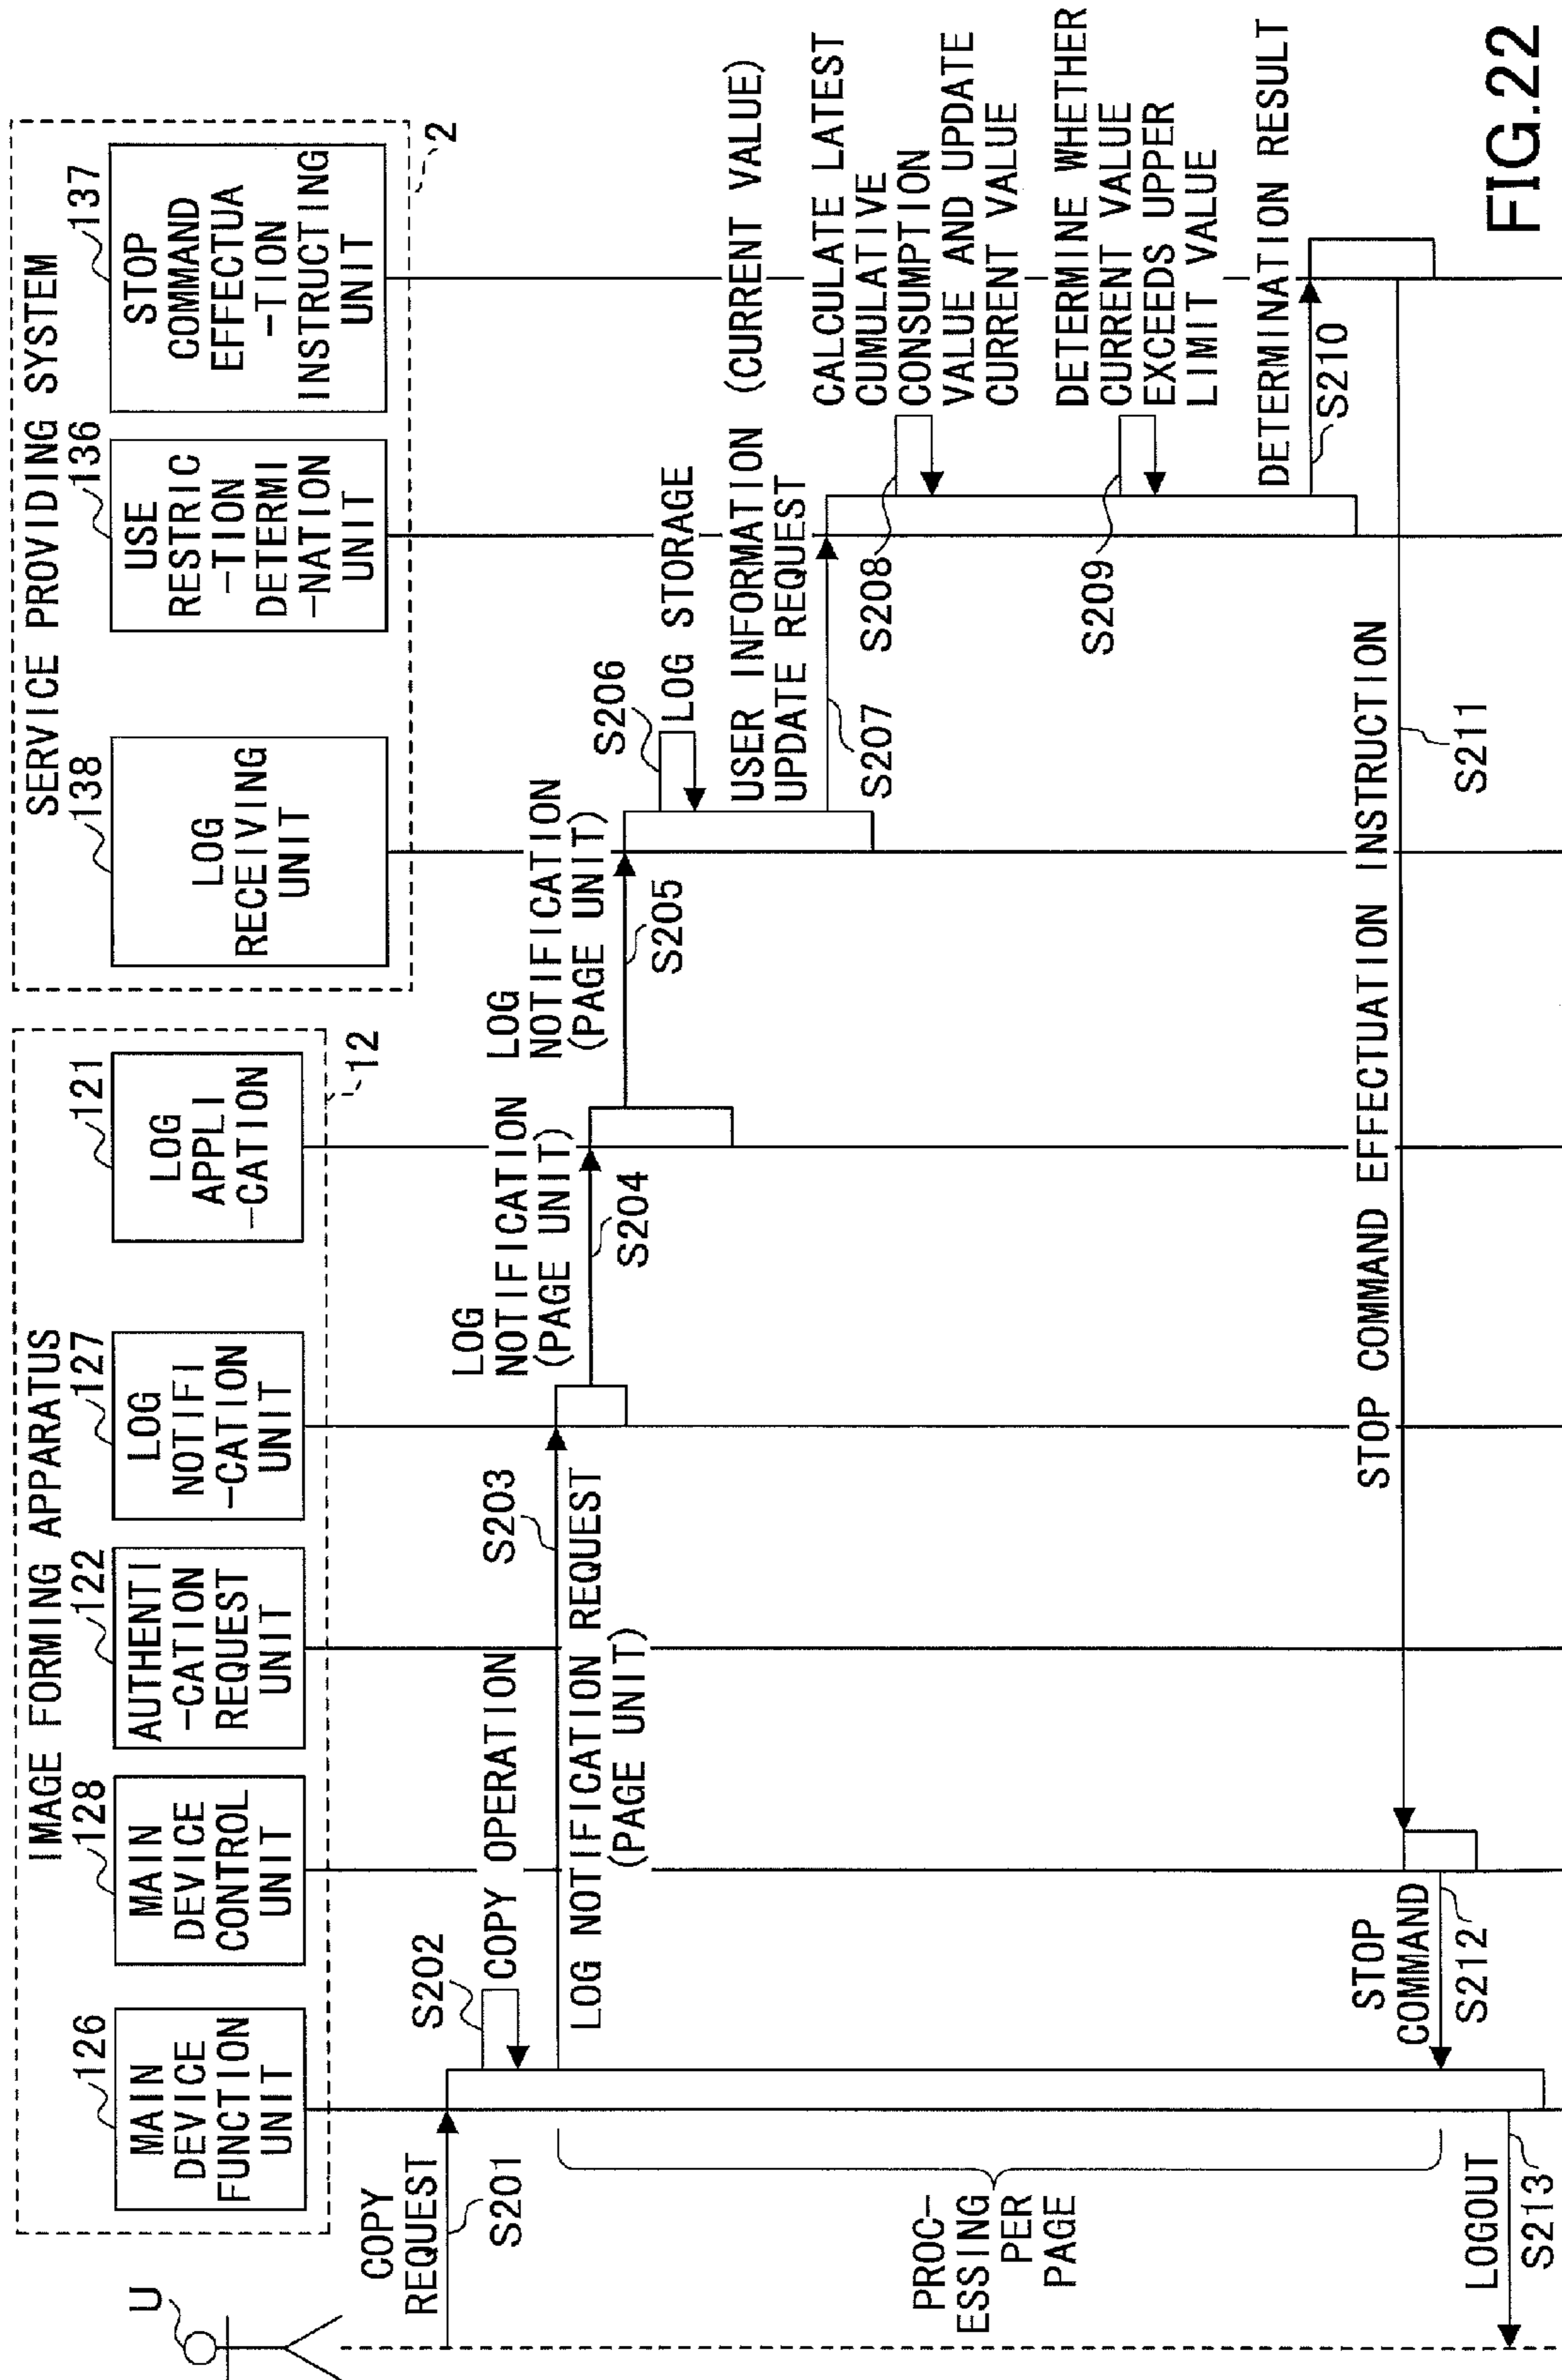 IMAGE FORMING APPARATUS
SERVICE PROVIDING SYSTEM
U
126
MAIN
DEVICE
FUNCTION
UNIT
128
MAIN
DEVICE
CONTROL
UNIT
122
AUTHENTI
-CATION
REQUEST
UNIT
127
LOG
NOTIFI
-CATION
UNIT
121
LOG
APPLI
-CATION
12
138
LOG
RECEIVING
UNIT
136
USE
RESTRIC
-TION
DETERMI
-NATION
UNIT
137
STOP
COMMAND
EFFECTUA
-TION
INSTRUCTING
UNIT
2
COPY
REQUEST
S201
S202
COPY OPERATION
S203
LOG NOTIFICATION REQUEST
(PAGE UNIT)
LOG
NOTIFICATION
(PAGE UNIT)
S204
LOG
NOTIFICATION
(PAGE UNIT)
S205
S206
LOG STORAGE
USER INFORMATION (CURRENT VALUE)
UPDATE REQUEST
S207
S208
CALCULATE LATEST
CUMULATIVE
CONSUMPTION
VALUE AND UPDATE
CURRENT VALUE
S209
DETERMINE WHETHER
CURRENT VALUE
EXCEEDS UPPER
LIMIT VALUE
DETERMINATION RESULT
S210
STOP COMMAND EFFECTUATION INSTRUCTION
S211
STOP
COMMAND
S212
PROC-
ESSING
PER
PAGE
LOGOUT
S213
FIG.22